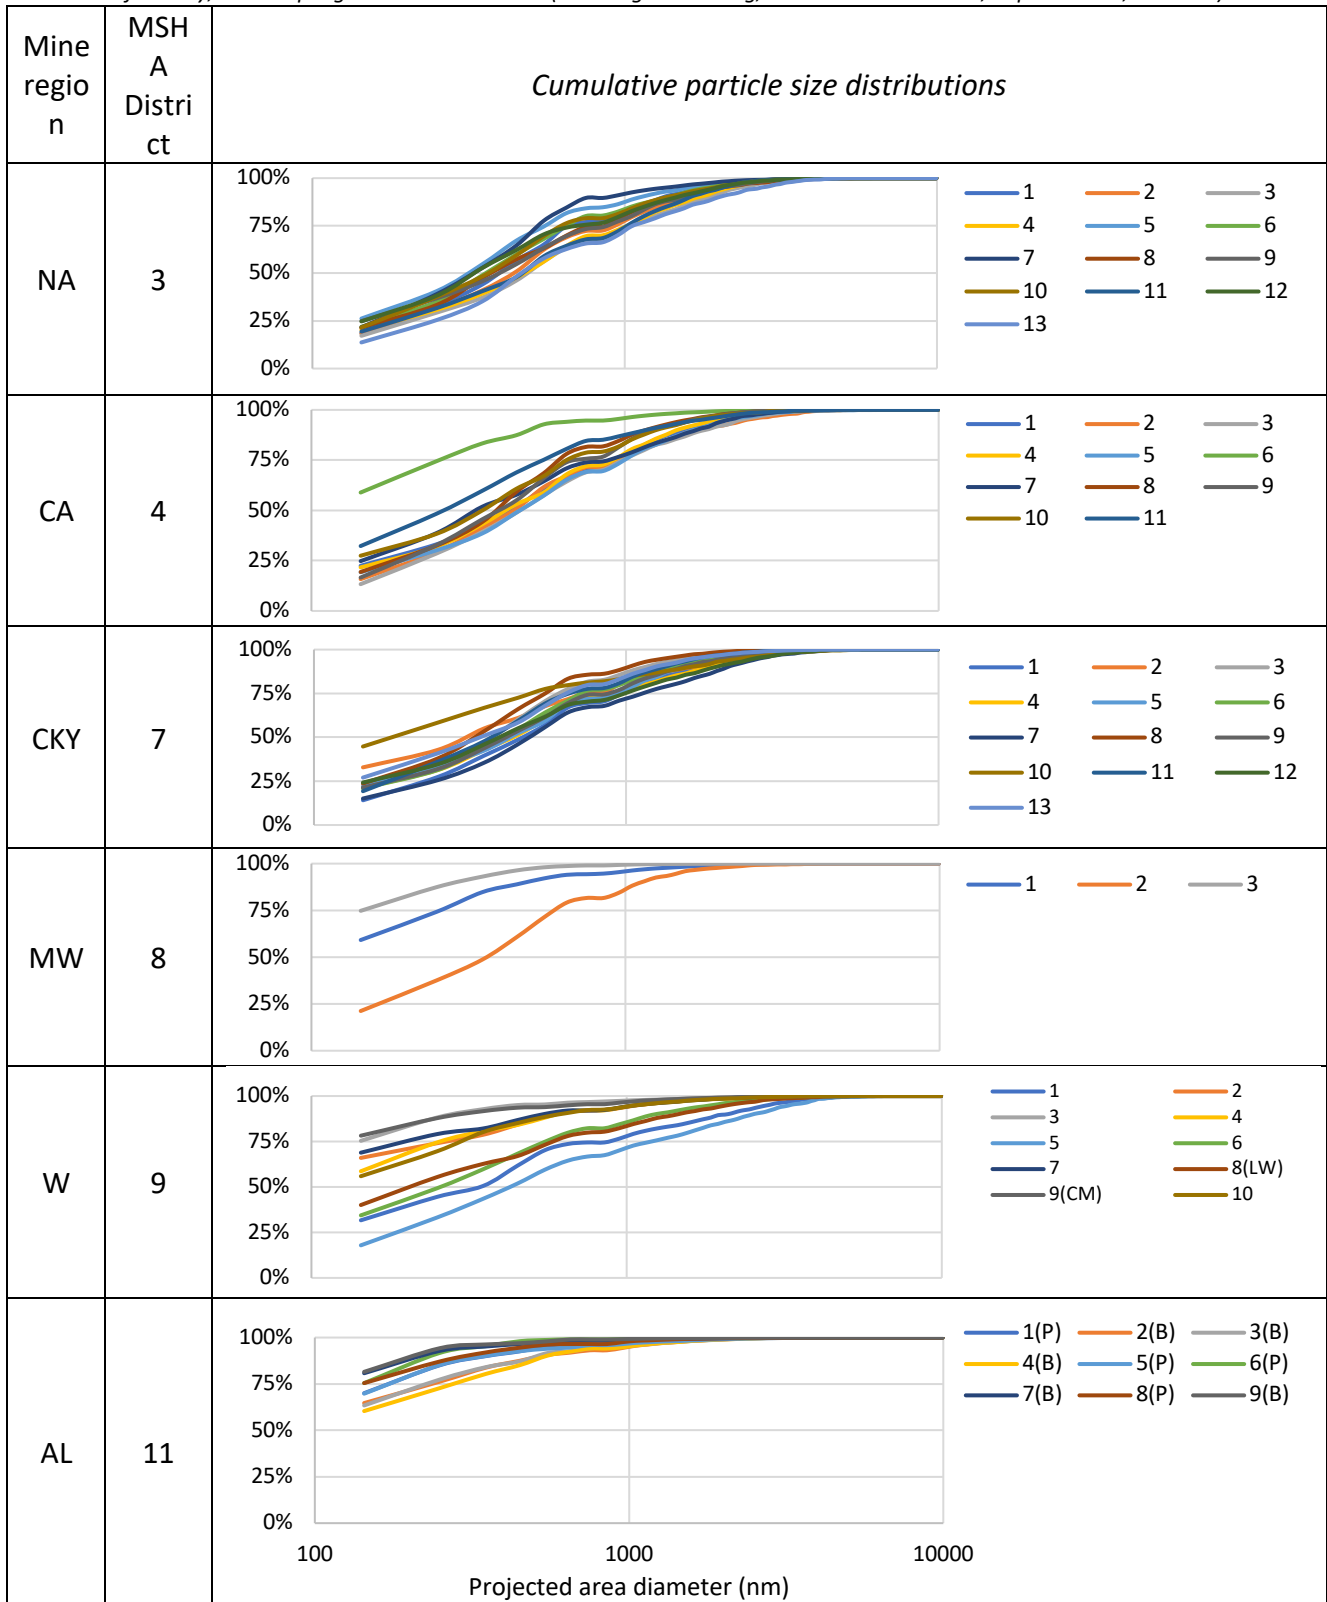 Mine
regio
n
MSH
A
Distri
ct
Cumulative particle size distributions
NA
3
100%
75%
50%
25%
0%
1 2 3
4 5 6
7 8 9
10 11 12
13
CA
4
100%
75%
50%
25%
0%
1 2 3
4 5 6
7 8 9
10 11
CKY
7
100%
75%
50%
25%
0%
1 2 3
4 5 6
7 8 9
10 11 12
13
MW
8
100%
75%
50%
25%
0%
1 2 3
W
9
100%
75%
50%
25%
0%
1 2
3 4
5 6
7 8(LW)
9(CM) 10
AL
11
100%
75%
50%
25%
0%
1(P) 2(B) 3(B)
4(B) 5(P) 6(P)
7(B) 8(P) 9(B)
100 1000 10000
Projected area diameter (nm)